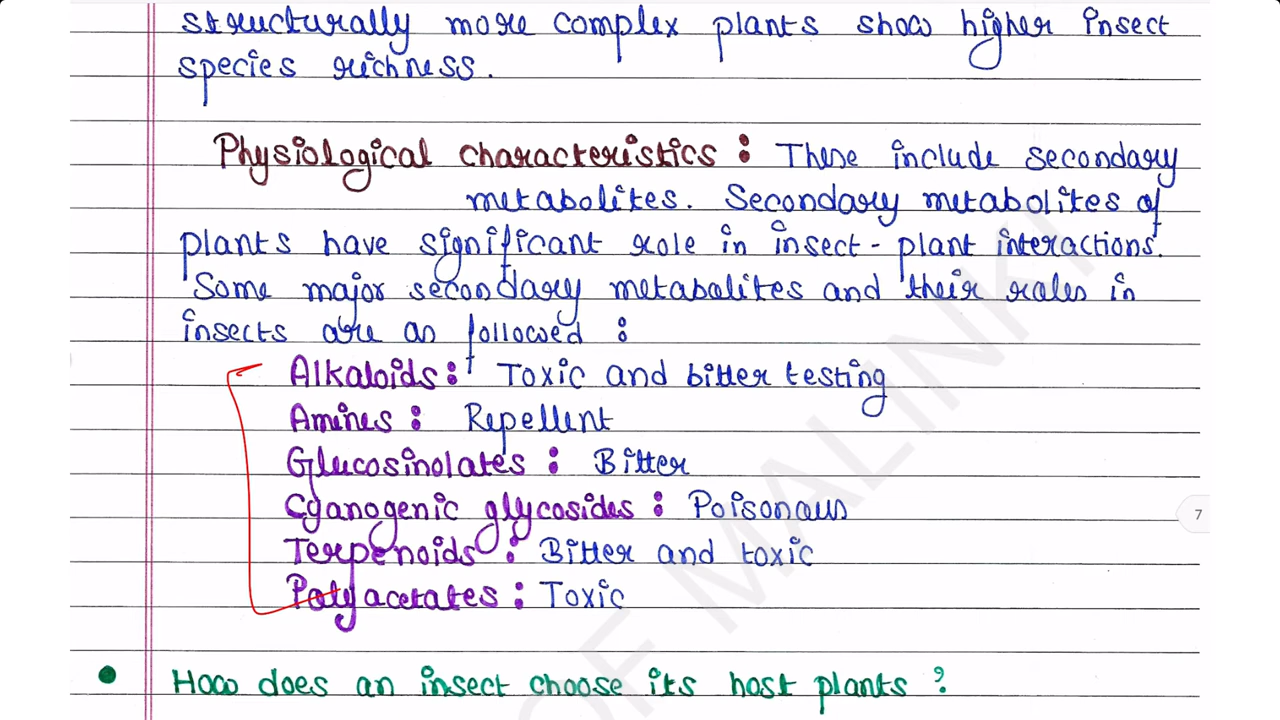 structurally more complex plants show higher insect
species richness.
Physiological characteristics : These include secondary
metabolites. Secondary metabolites of
plants have significant role in insect - plant interactions.
Some major secondary metabolites and their roles in
insects are as followed :
Alkaloids : Toxic and bitter testing
Amines : Repellent
Glucosinolates : Bitter
Cyanogenic glycosides : Poisonous
7
Terpenoids : Bitter and toxic
Polyacetates : Toxic
• How does an insect choose its host plants ?
OF MALINKI